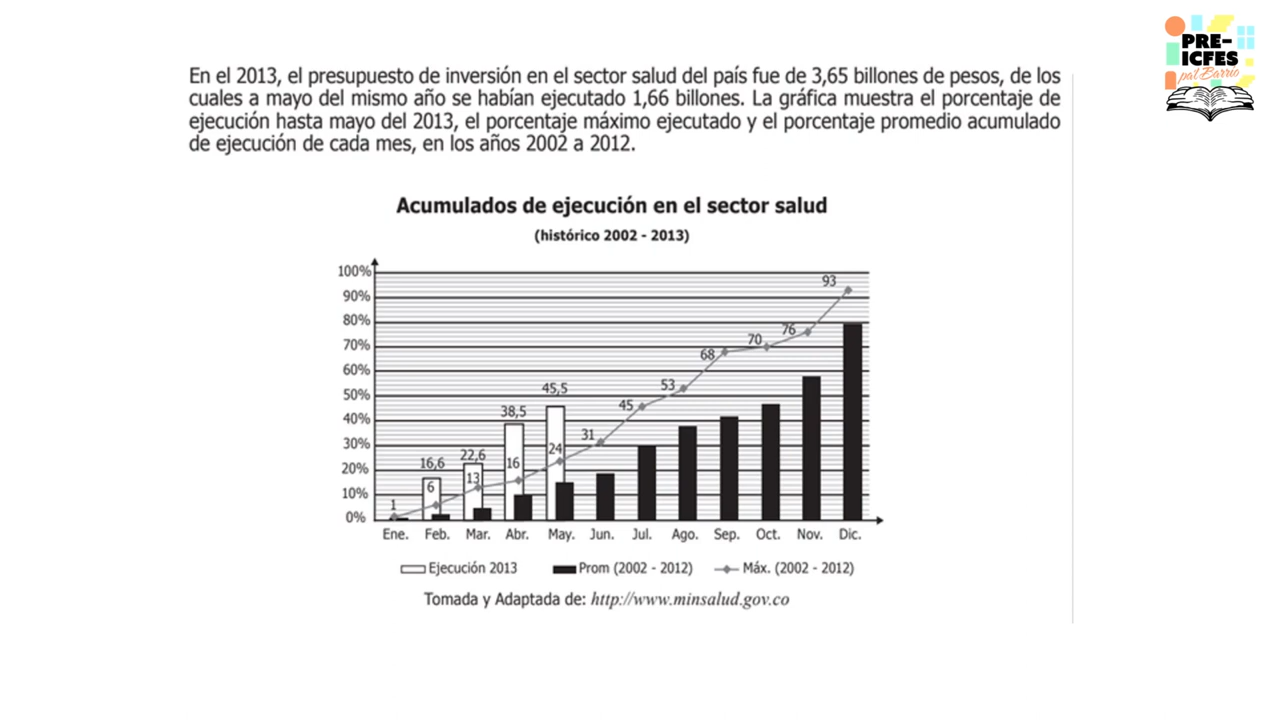 PRE-
ICFES
pa'l Barrio
En el 2013, el presupuesto de inversión en el sector salud del país fue de 3,65 billones de pesos, de los
cuales a mayo del mismo año se habían ejecutado 1,66 billones. La gráfica muestra el porcentaje de
ejecución hasta mayo del 2013, el porcentaje máximo ejecutado y el porcentaje promedio acumulado
de ejecución de cada mes, en los años 2002 a 2012.
Acumulados de ejecución en el sector salud
(histórico 2002 - 2013)
100%
90%
80%
70%
60%
50%
40%
30%
20%
10%
0%
1
16,6
6
22,6
13
38,5
16
45,5
24
31
45
53
68
70
76
93
Ene. Feb. Mar. Abr. May. Jun. Jul. Ago. Sep. Oct. Nov. Dic.
Ejecución 2013 Prom (2002 - 2012) Máx. (2002 - 2012)
Tomada y Adaptada de: http://www.minsalud.gov.co